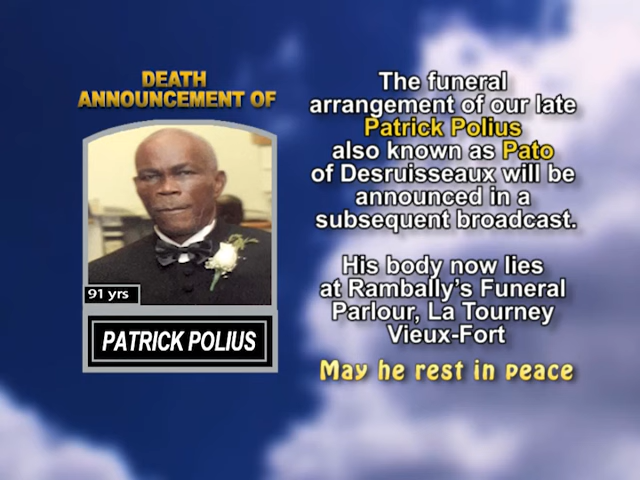 DEATH
ANNOUNCEMENT OF
91 yrs
PATRICK POLIUS
The funeral
arrangement of our late
Patrick Polius
also known as Pato
of Desruisseaux will be
announced in a
subsequent broadcast.
His body now lies
at Rambally's Funeral
Parlour, La Tourney
Vieux-Fort
May he rest in peace